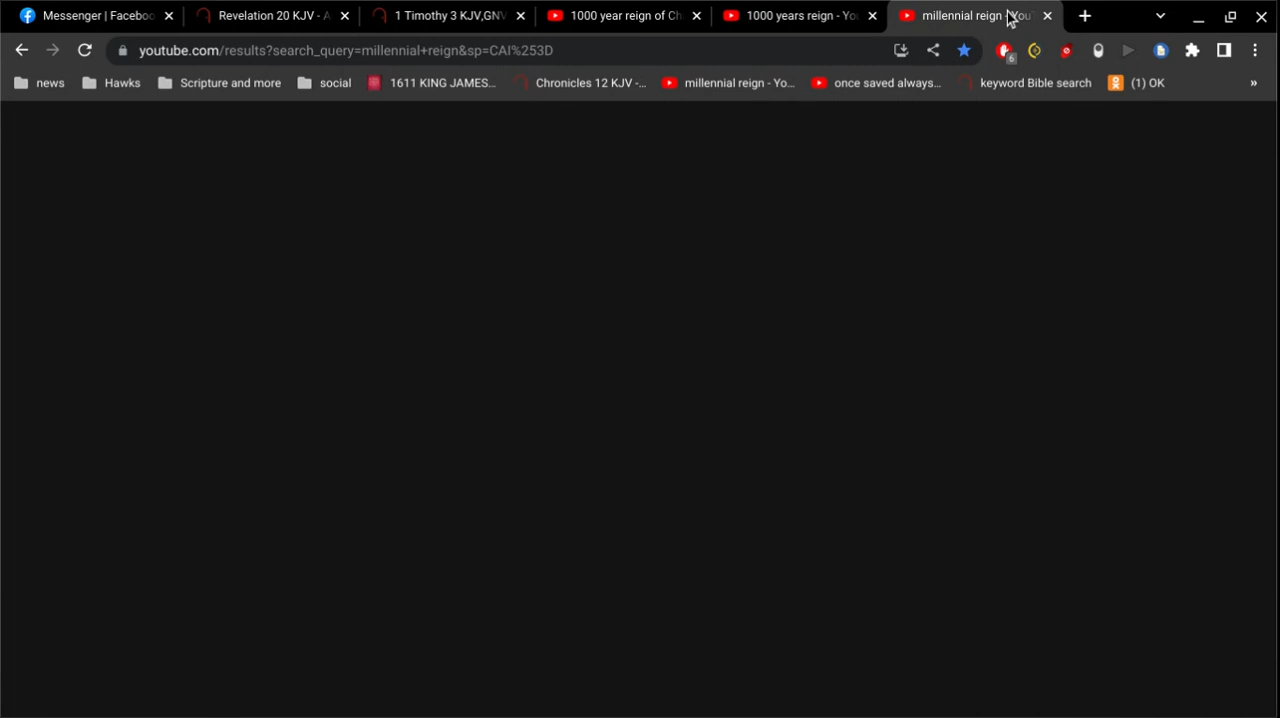 Messenger | Faceboo Revelation 20 KJV - A 1 Timothy 3 KJV,GNV 1000 year reign of Ch 1000 years reign - You millennial reign - YouT
youtube.com/results?search_query=millennial+reign&sp=CAI%253D 6
news Hawks Scripture and more social 1611 KING JAMES... Chronicles 12 KJV -... millennial reign - Yo... once saved always... keyword Bible search (1) OK »